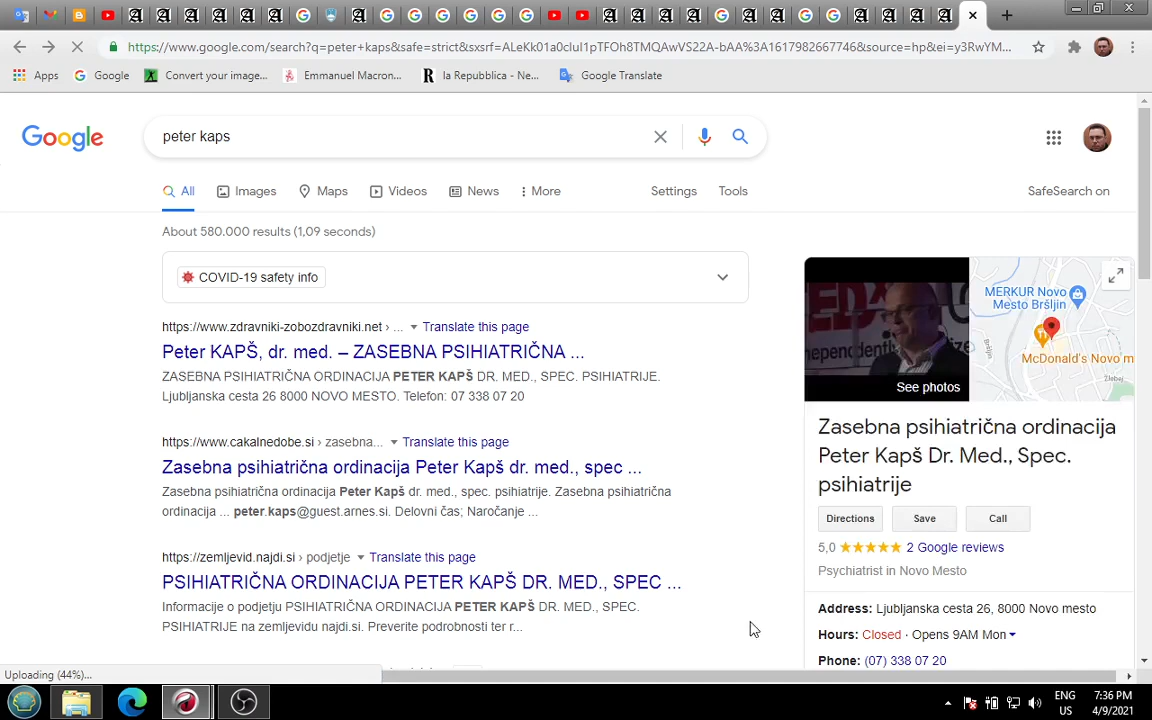 https://www.google.com/search?q=peter+kaps&safe=strict&sxsrf=ALeKk01a0cIuI1pTFOh8TMQAwVS22A-bAA%3A1617982667746&source=hp&ei=y3RwYM...
Apps Google Convert your image... Emmanuel Macron... R la Repubblica - Ne... Google Translate
Google peter kaps
All Images Maps Videos News More Settings Tools SafeSearch on
About 580.000 results (1,09 seconds)
COVID-19 safety info
https://www.zdravniki-zobozdravniki.net › ... Translate this page
Peter KAPŠ, dr. med. – ZASEBNA PSIHIATRIČNA ...
ZASEBNA PSIHIATRIČNA ORDINACIJA PETER KAPŠ DR. MED., SPEC. PSIHIATRIJE.
Ljubljanska cesta 26 8000 NOVO MESTO. Telefon: 07 338 07 20
https://www.cakalnedobe.si › zasebna... Translate this page
Zasebna psihiatrična ordinacija Peter Kapš dr. med., spec ...
Zasebna psihiatrična ordinacija Peter Kapš dr. med., spec. psihiatrije. Zasebna psihiatrična
ordinacija ... peter.kaps@guest.arnes.si. Delovni čas; Naročanje ...
https://zemljevid.najdi.si › podjetje Translate this page
PSIHIATRIČNA ORDINACIJA PETER KAPŠ DR. MED., SPEC ...
Informacije o podjetju PSIHIATRIČNA ORDINACIJA PETER KAPŠ DR. MED., SPEC.
PSIHIATRIJE na zemljevidu najdi.si. Preverite podrobnosti ter r...
MERKUR Novo
Mesto Bršljin
McDonald's Novo m
See photos
Zasebna psihiatrična ordinacija
Peter Kapš Dr. Med., Spec.
psihiatrije
Directions Save Call
5,0 2 Google reviews
Psychiatrist in Novo Mesto
Address: Ljubljanska cesta 26, 8000 Novo mesto
Hours: Closed · Opens 9AM Mon
Phone: (07) 338 07 20
Uploading (44%)...
ENG 7:36 PM
US 4/9/2021